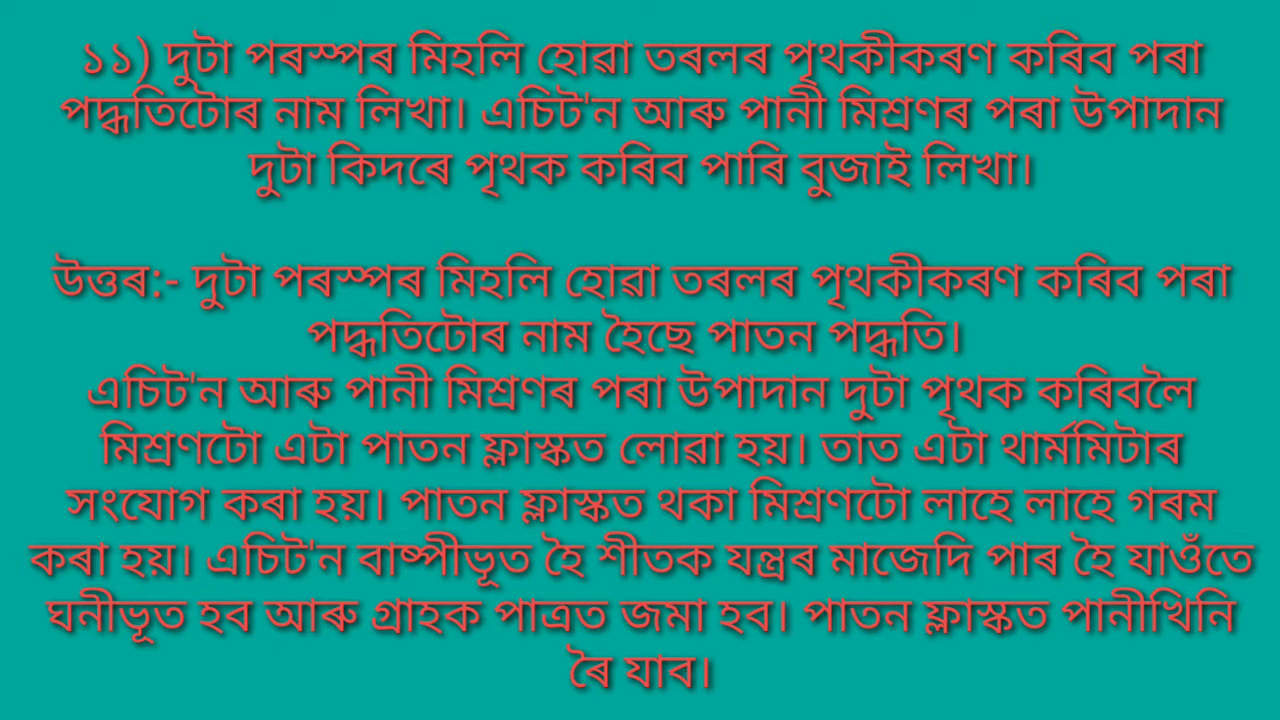 ১১) দুটা পৰস্পৰ মিহলি হোৱা তৰলৰ পৃথকীকৰণ কৰিব পৰা
পদ্ধতিটোৰ নাম লিখা। এচিট'ন আৰু পানী মিশ্ৰণৰ পৰা উপাদান
দুটা কিদৰে পৃথক কৰিব পাৰি বুজাই লিখা।
উত্তৰ:- দুটা পৰস্পৰ মিহলি হোৱা তৰলৰ পৃথকীকৰণ কৰিব পৰা
পদ্ধতিটোৰ নাম হৈছে পাতন পদ্ধতি।
এচিট'ন আৰু পানী মিশ্ৰণৰ পৰা উপাদান দুটা পৃথক কৰিবলৈ
মিশ্ৰণটো এটা পাতন ফ্লাস্কত লোৱা হয়। তাত এটা থাৰ্মমিটাৰ
সংযোগ কৰা হয়। পাতন ফ্লাস্কত থকা মিশ্ৰণটো লাহে লাহে গৰম
কৰা হয়। এচিট'ন বাষ্পীভূত হৈ শীতক যন্ত্ৰৰ মাজেদি পাৰ হৈ যাওঁতে
ঘনীভূত হব আৰু গ্ৰাহক পাত্ৰত জমা হব। পাতন ফ্লাস্কত পানীখিনি
ৰৈ যাব।